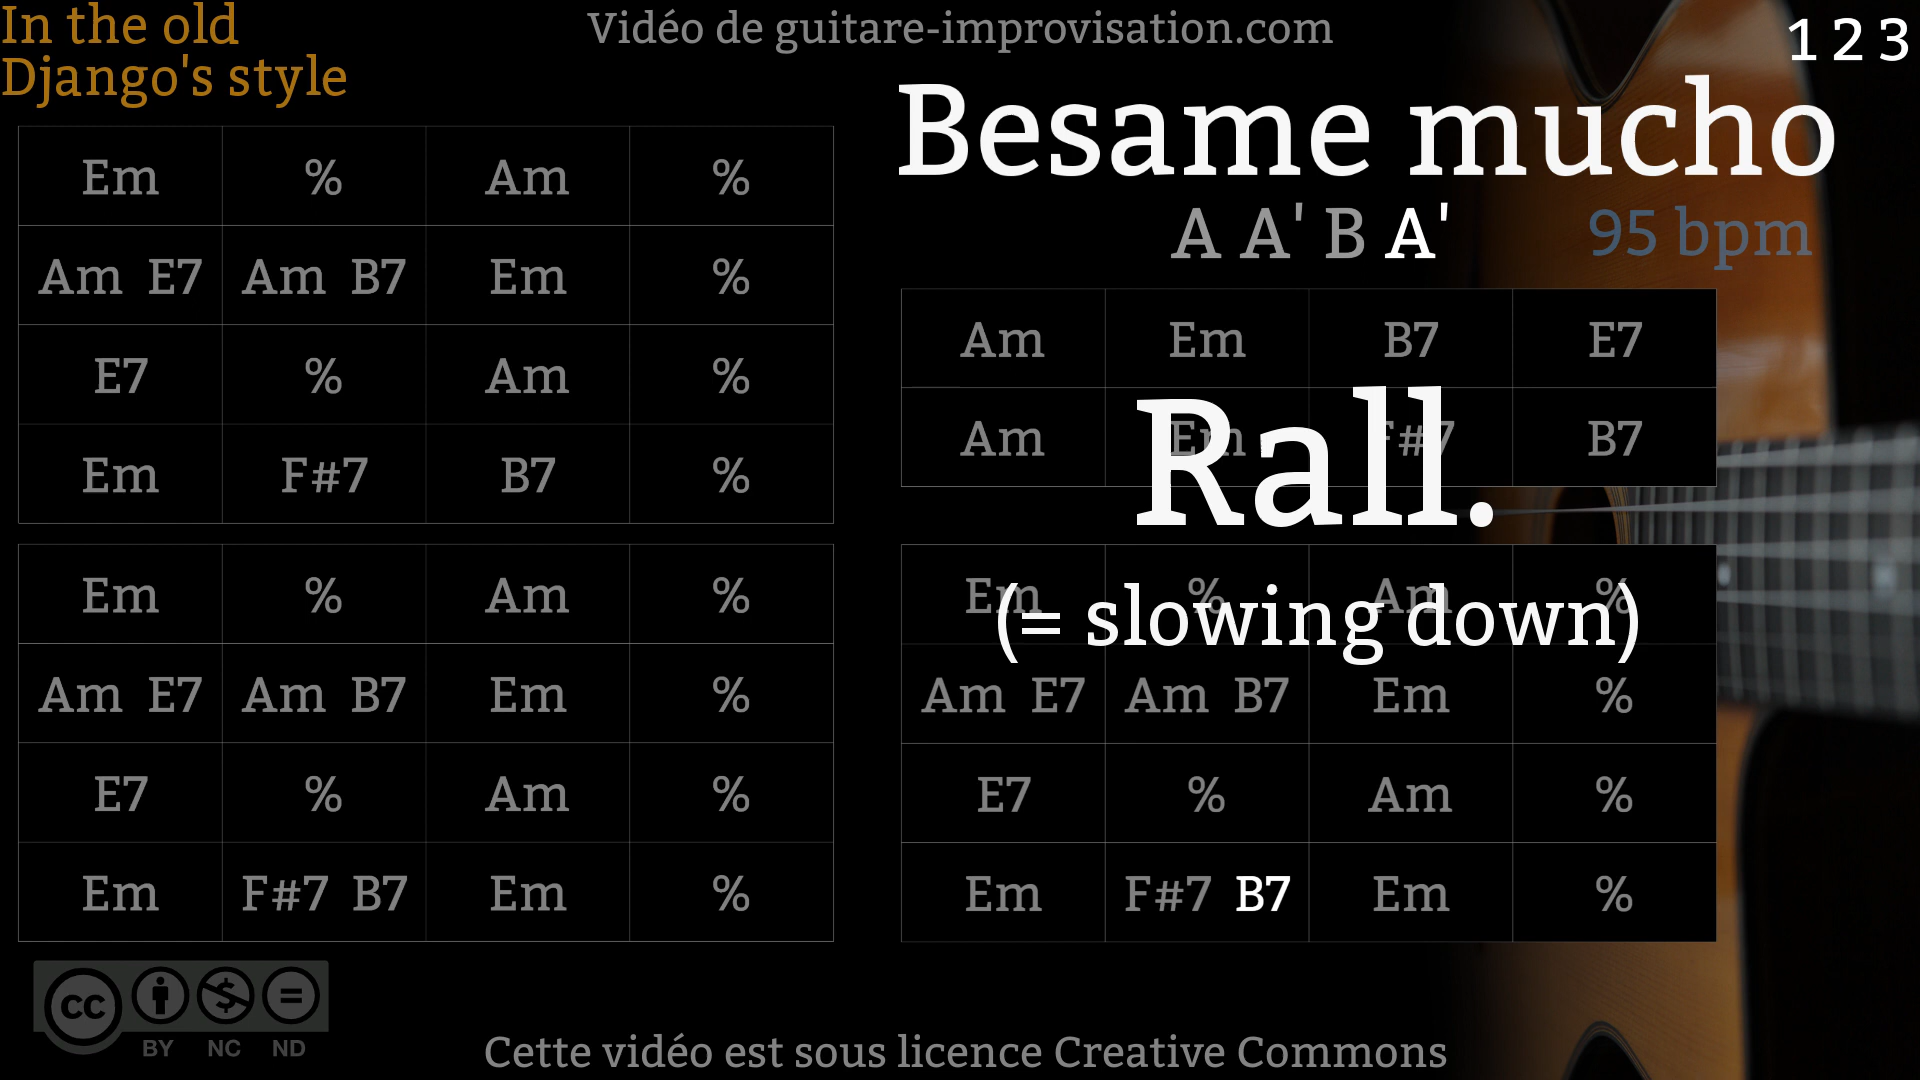 In the old
Django's style
Vidéo de guitare-improvisation.com
1 2 3
Besame mucho
A A' B A'
95 bpm
Em % Am %
Am E7 Am B7 Em %
E7 % Am %
Em F#7 B7 %
Em % Am %
Am E7 Am B7 Em %
E7 % Am %
Em F#7 B7 Em %
Am Em B7 E7
Am Em F#7 B7
Rall.
(= slowing down)
Em % Am %
Am E7 Am B7 Em %
E7 % Am %
Em F#7 B7 Em %
cc
BY NC ND
Cette vidéo est sous licence Creative Commons